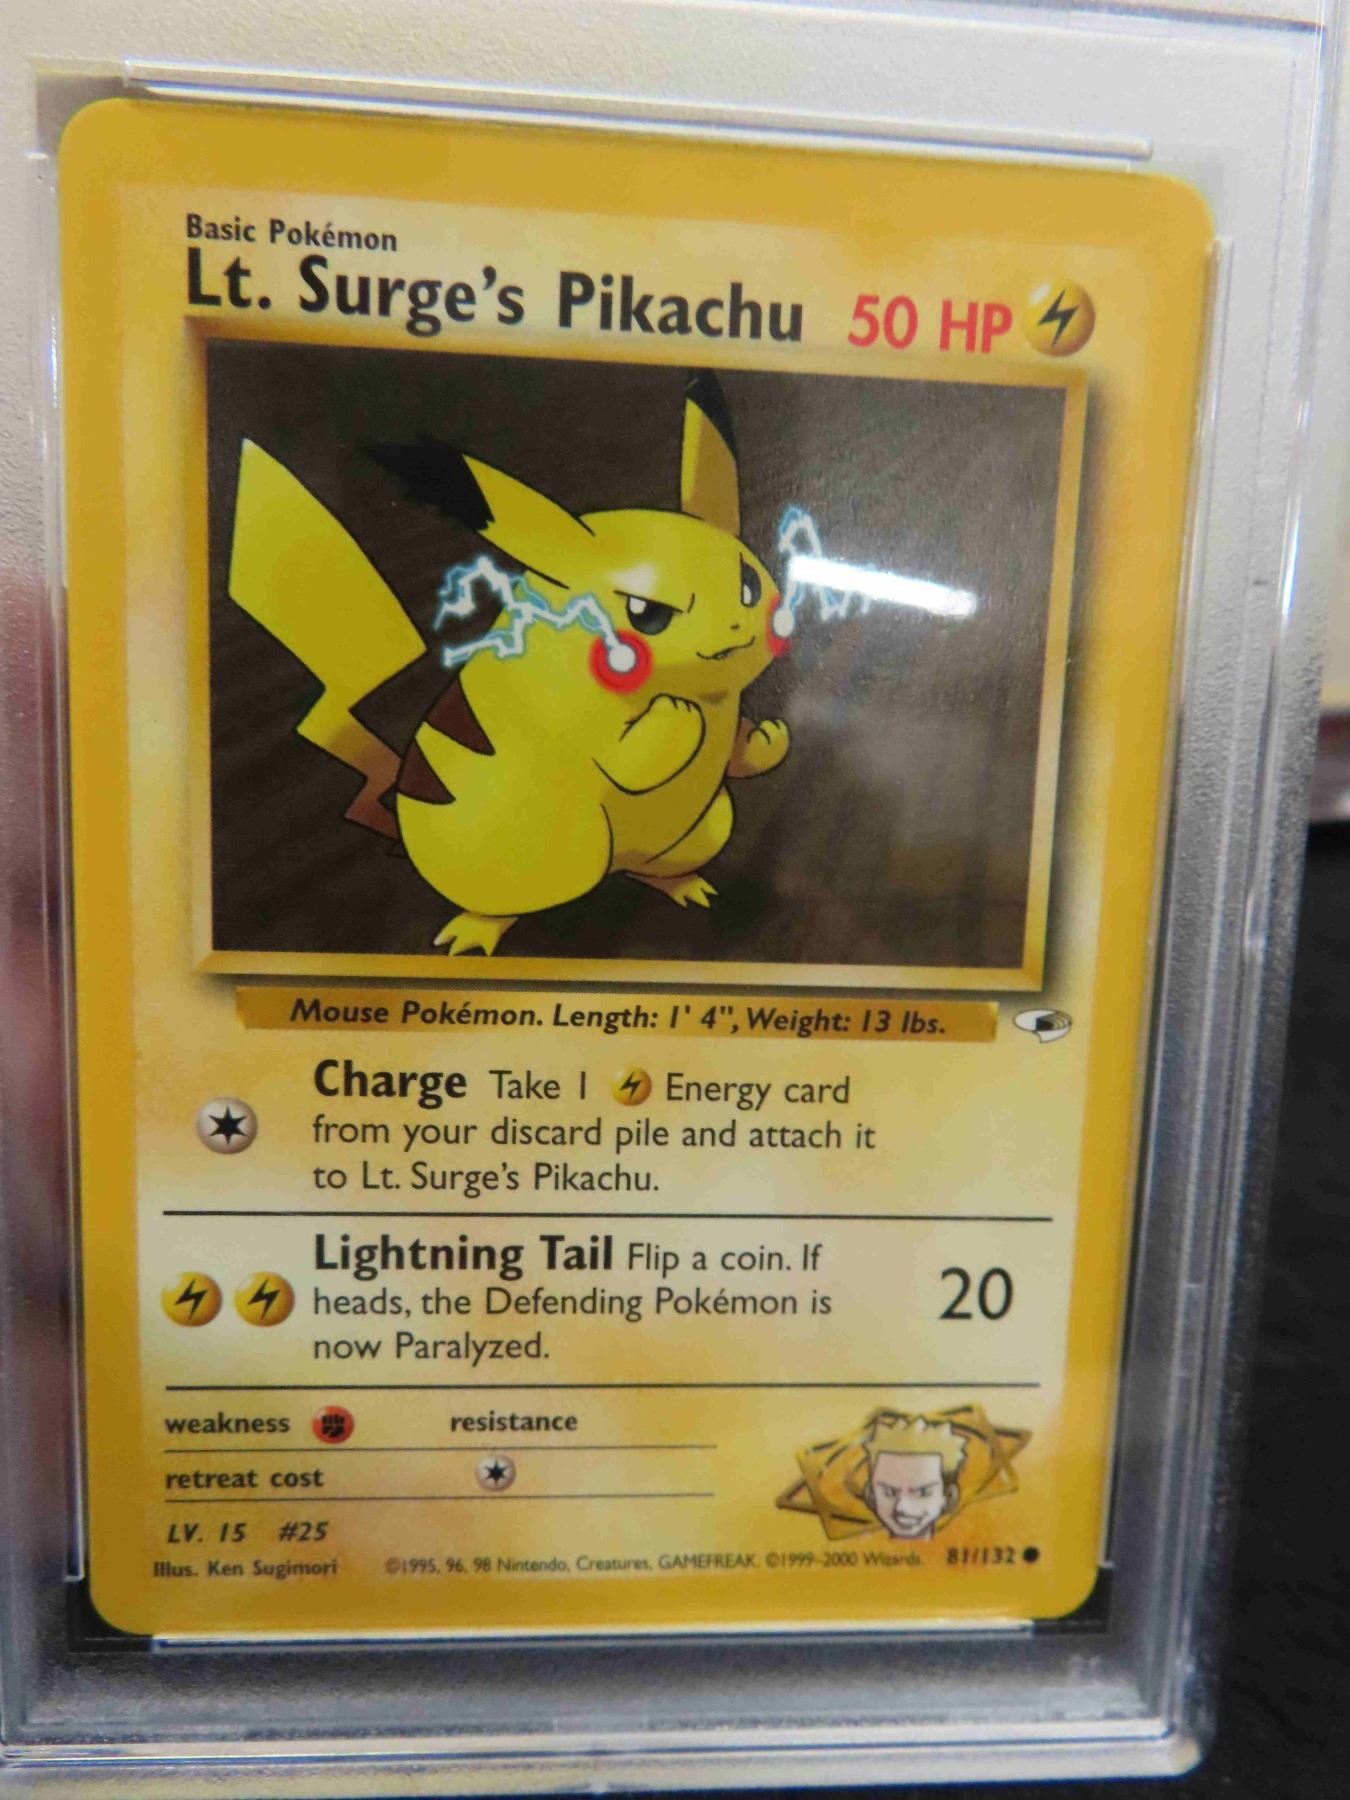 Basic Pokémon
Lt. Surge's Pikachu 50 HP
Mouse Pokémon. Length: 1' 4", Weight: 13 lbs.
Charge Take 1 Energy card
from your discard pile and attach it
to Lt. Surge's Pikachu.
Lightning Tail Flip a coin. If
heads, the Defending Pokémon is
now Paralyzed.
20
weakness resistance
retreat cost
LV. 15 #25
Illus. Ken Sugimori ©1995, 96, 98 Nintendo, Creatures, GAMEFREAK. ©1999-2000 Wizards. 81/132